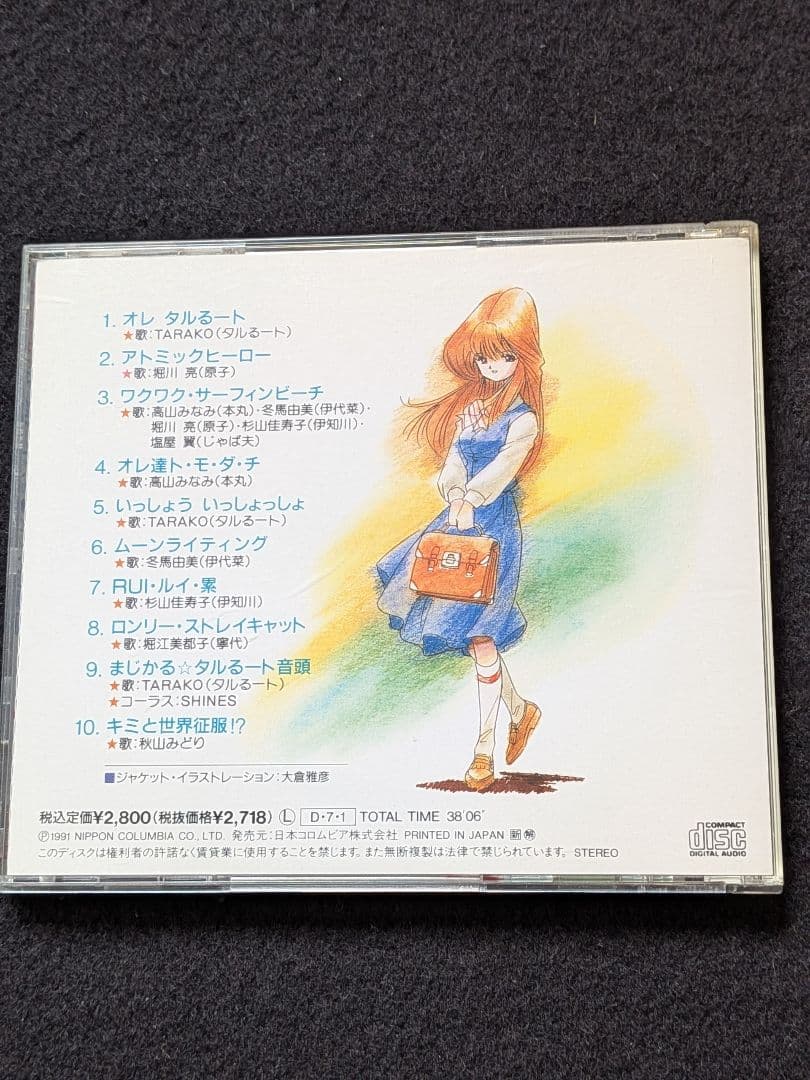 1. オレ タルるート
★歌:TARAKO(タルるート)
2. アトミックヒーロー
★歌:堀川 亮(原子)
3. ワクワク・サーフィンビーチ
★歌:高山みなみ(本丸)・冬馬由美(伊代菜)・
堀川 亮(原子)・杉山佳寿子(伊知川)・
塩屋 翼(じゃば夫)
4. オレ達ト・モ・ダ・チ
★歌:高山みなみ(本丸)
5. いっしょう いっしょっしょ
★歌:TARAKO(タルるート)
6. ムーンライティング
★歌:冬馬由美(伊代菜)
7. RUI・ルイ・累
★歌:杉山佳寿子(伊知川)
8. ロンリー・ストレイキャット
★歌:堀江美都子(寧代)
9. まじかる☆タルるート音頭
★歌:TARAKO(タルるート)
★コーラス:SHINES
10. キミと世界征服!?
★歌:秋山みどり
■ジャケット・イラストレーション:大倉雅彦
税込定価¥2,800(税抜価格¥2,718) Ⓛ D・7・1 TOTAL TIME 38'06"
Ⓟ1991 NIPPON COLUMBIA CO., LTD. 発売元:日本コロムビア株式会社 PRINTED IN JAPAN
このディスクは権利者の許諾なく賃貸業に使用することを禁じます。また無断複製は法律で禁じられています。 STEREO
COMPACT
disc
DIGITAL AUDIO